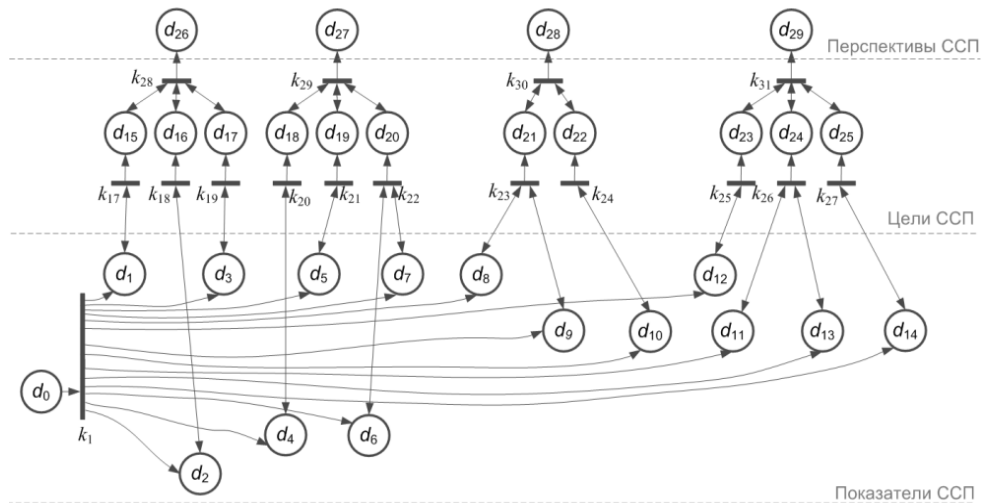 d26 d27 d28 d29
Перспективы ССП
k28 k29 k30 k31
d15 d16 d17 d18 d19 d20 d21 d22 d23 d24 d25
k17 k18 k19 k20 k21 k22 k23 k24 k25 k26 k27
Цели ССП
d1 d3 d5 d7 d8 d12
d9 d10 d11 d13 d14
d0
k1
d4 d6
d2
Показатели ССП